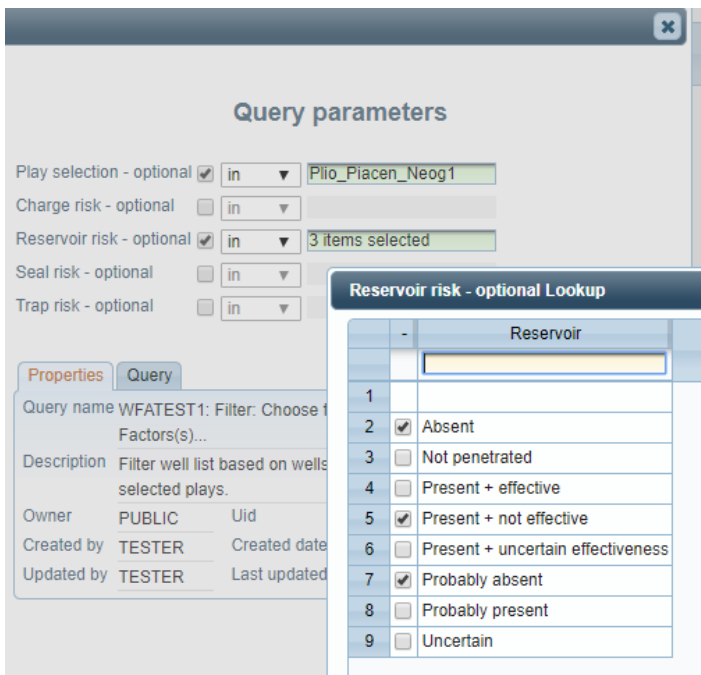 Query parameters
Play selection - optional in Plio_Piacen_Neog1
Charge risk - optional in
Reservoir risk - optional in 3 items selected
Seal risk - optional in
Trap risk - optional in
Reservoir risk - optional Lookup
- Reservoir
1
2 Absent
3 Not penetrated
4 Present + effective
5 Present + not effective
6 Present + uncertain effectiveness
7 Probably absent
8 Probably present
9 Uncertain
Properties Query
Query name WFATEST1: Filter: Choose
Factors(s)...
Description Filter well list based on wells
selected plays.
Owner PUBLIC Uid
Created by TESTER Created date
Updated by TESTER Last updated